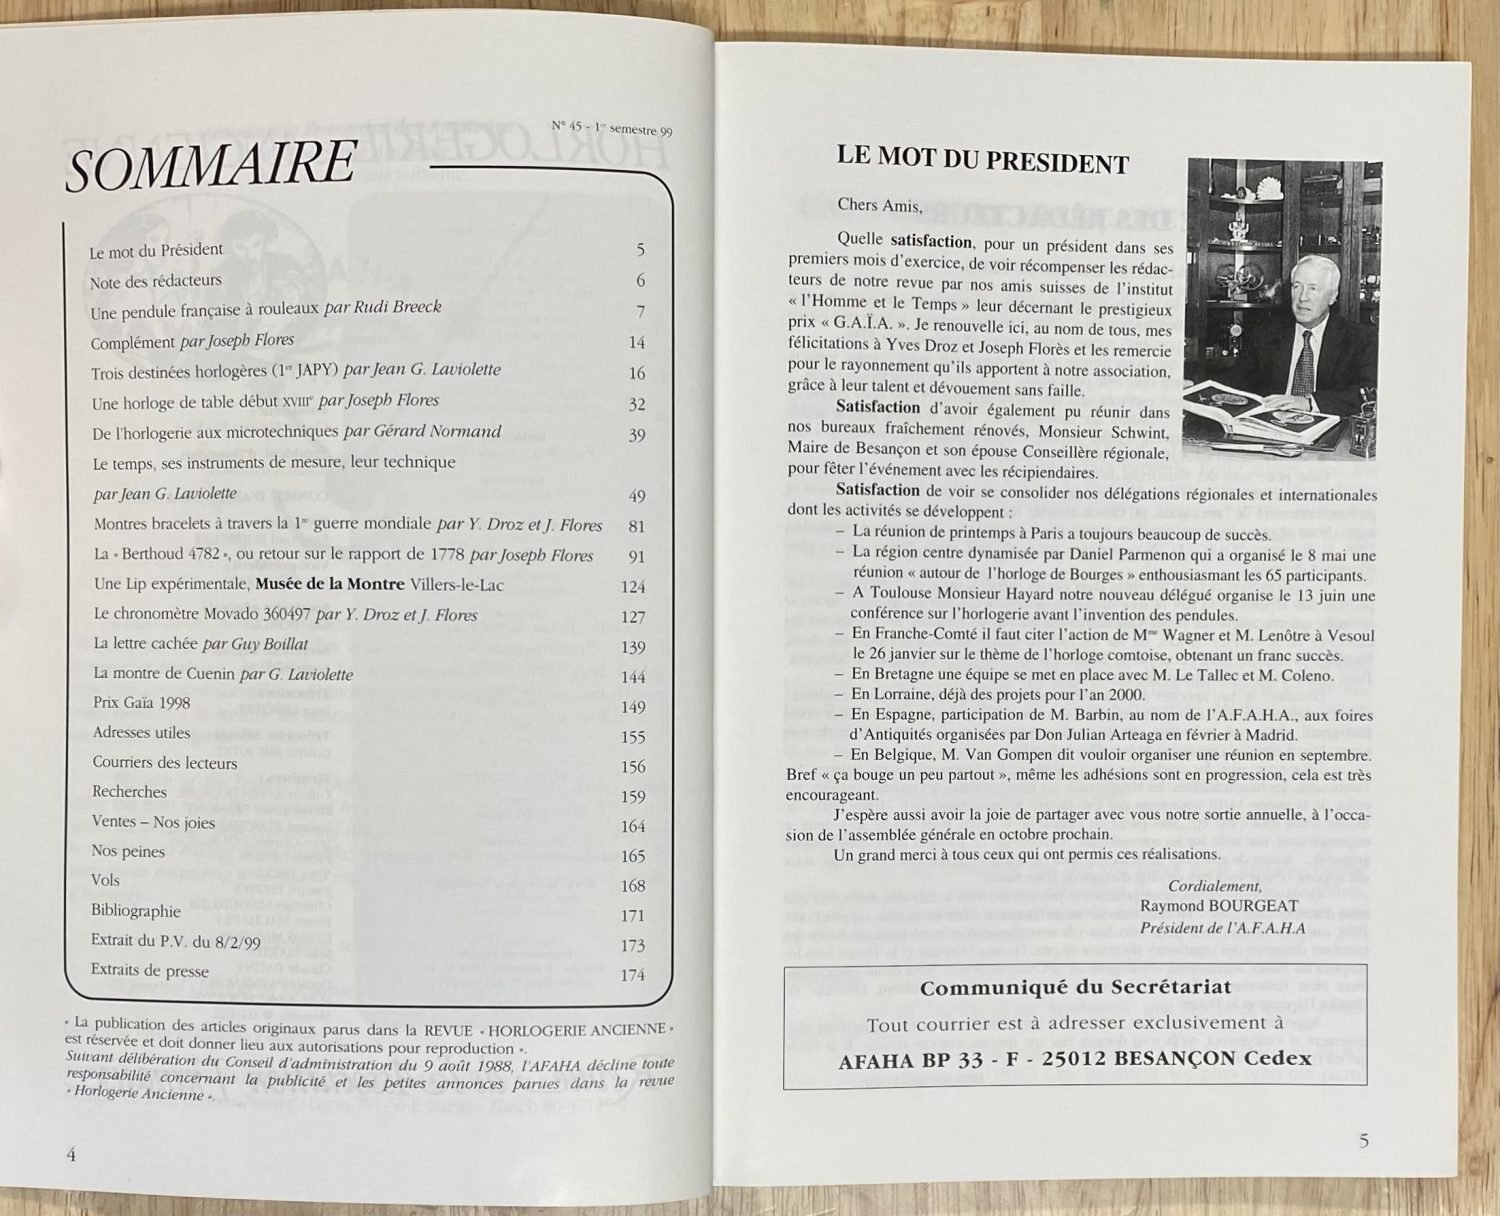 N° 45 - 1er semestre 99
SOMMAIRE
Le mot du Président 5
Note des rédacteurs 6
Une pendule française à rouleaux par Rudi Breeck 7
Complément par Joseph Flores 14
Trois destinées horlogères (1er JAPY) par Jean G. Laviolette 16
Une horloge de table début XVIIIe par Joseph Flores 32
De l'horlogerie aux microtechniques par Gérard Normand 39
Le temps, ses instruments de mesure, leur technique
par Jean G. Laviolette 49
Montres bracelets à travers la 1re guerre mondiale par Y. Droz et J. Flores 81
La « Berthoud 4782 », ou retour sur le rapport de 1778 par Joseph Flores 91
Une Lip expérimentale, Musée de la Montre Villers-le-Lac 124
Le chronomètre Movado 360497 par Y. Droz et J. Flores 127
La lettre cachée par Guy Boillat 139
La montre de Cuenin par G. Laviolette 144
Prix Gaïa 1998 149
Adresses utiles 155
Courriers des lecteurs 156
Recherches 159
Ventes – Nos joies 164
Nos peines 165
Vols 168
Bibliographie 171
Extrait du P.V. du 8/2/99 173
Extraits de presse 174
« La publication des articles originaux parus dans la REVUE « HORLOGERIE ANCIENNE »
est réservée et doit donner lieu aux autorisations pour reproduction ».
Suivant délibération du Conseil d'administration du 9 août 1988, l'AFAHA décline toute
responsabilité concernant la publicité et les petites annonces parues dans la revue
« Horlogerie Ancienne ».
4
LE MOT DU PRESIDENT
Chers Amis,
Quelle satisfaction, pour un président dans ses
premiers mois d'exercice, de voir récompenser les rédac-
teurs de notre revue par nos amis suisses de l'institut
« l'Homme et le Temps » leur décernant le prestigieux
prix « G.A.Ï.A. ». Je renouvelle ici, au nom de tous, mes
félicitations à Yves Droz et Joseph Florès et les remercie
pour le rayonnement qu'ils apportent à notre association,
grâce à leur talent et dévouement sans faille.
Satisfaction d'avoir également pu réunir dans
nos bureaux fraîchement rénovés, Monsieur Schwint,
Maire de Besançon et son épouse Conseillère régionale,
pour fêter l'événement avec les récipiendaires.
Satisfaction de voir se consolider nos délégations régionales et internationales
dont les activités se développent :
– La réunion de printemps à Paris a toujours beaucoup de succès.
– La région centre dynamisée par Daniel Parmenon qui a organisé le 8 mai une
réunion « autour de l'horloge de Bourges » enthousiasmant les 65 participants.
– A Toulouse Monsieur Hayard notre nouveau délégué organise le 13 juin une
conférence sur l'horlogerie avant l'invention des pendules.
– En Franche-Comté il faut citer l'action de Mme Wagner et M. Lenôtre à Vesoul
le 26 janvier sur le thème de l'horloge comtoise, obtenant un franc succès.
– En Bretagne une équipe se met en place avec M. Le Tallec et M. Coleno.
– En Lorraine, déjà des projets pour l'an 2000.
– En Espagne, participation de M. Barbin, au nom de l'A.F.A.H.A., aux foires
d'Antiquités organisées par Don Julian Arteaga en février à Madrid.
– En Belgique, M. Van Gompen dit vouloir organiser une réunion en septembre.
Bref « ça bouge un peu partout », même les adhésions sont en progression, cela est très
encourageant.
J'espère aussi avoir la joie de partager avec vous notre sortie annuelle, à l'occa-
sion de l'assemblée générale en octobre prochain.
Un grand merci à tous ceux qui ont permis ces réalisations.
Cordialement,
Raymond BOURGEAT
Président de l'A.F.A.H.A
Communiqué du Secrétariat
Tout courrier est à adresser exclusivement à
AFAHA BP 33 - F - 25012 BESANÇON Cedex
5